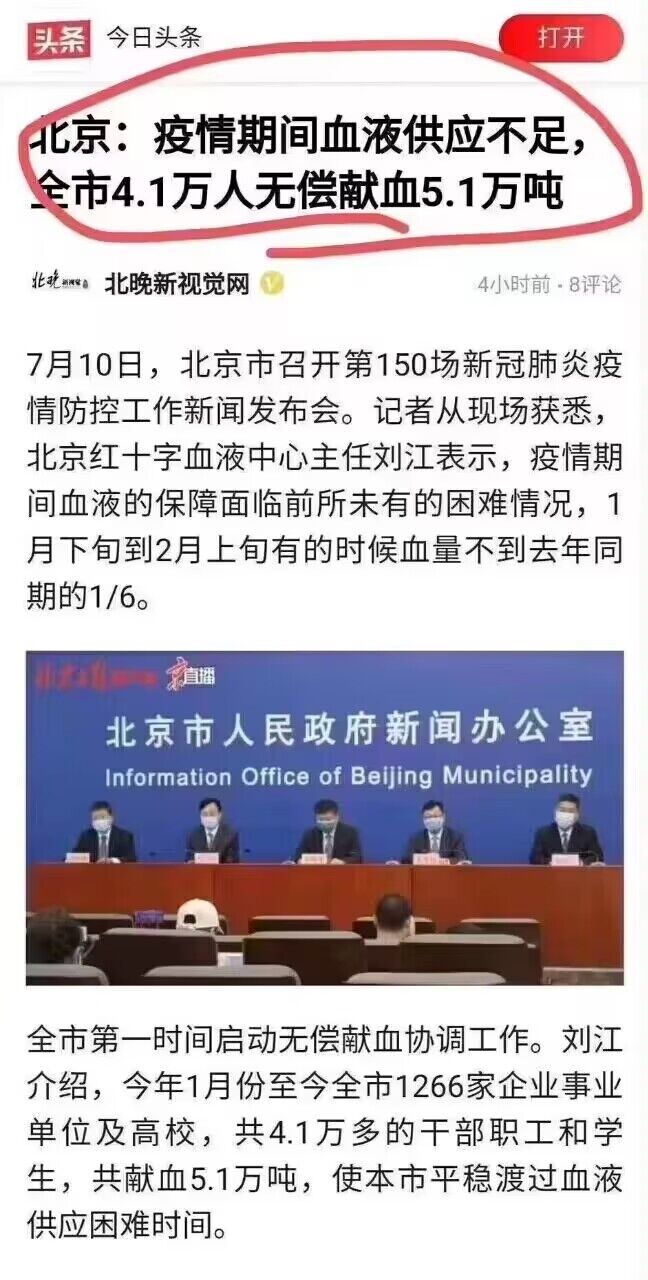 头条 今日头条 打开
北京：疫情期间血液供应不足，
全市4.1万人无偿献血5.1万吨
北晚新视觉网 4小时前 · 8评论
7月10日，北京市召开第150场新冠肺炎疫
情防控工作新闻发布会。记者从现场获悉，
北京红十字血液中心主任刘江表示，疫情期
间血液的保障面临前所未有的困难情况，1
月下旬到2月上旬有的时候血量不到去年同
期的1/6。
直播
北京市人民政府新闻办公室
Information Office of Beijing Municipality
全市第一时间启动无偿献血协调工作。刘江
介绍，今年1月份至今全市1266家企业事业
单位及高校，共4.1万多的干部职工和学
生，共献血5.1万吨，使本市平稳渡过血液
供应困难时间。